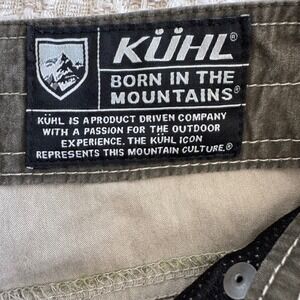 KÜHL®
BORN IN THE
MOUNTAINS®
KÜHL IS A PRODUCT DRIVEN COMPANY
WITH A PASSION FOR THE OUTDOOR
EXPERIENCE. THE KÜHL ICON
REPRESENTS THIS MOUNTAIN CULTURE.®